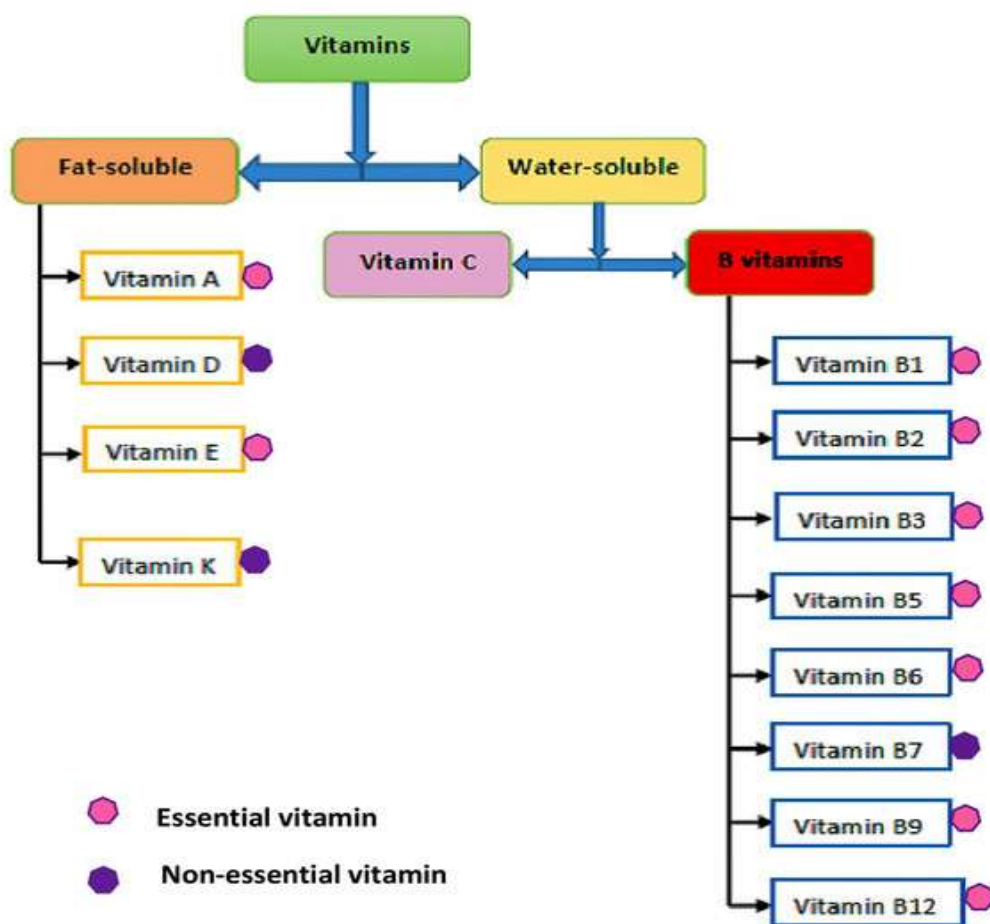 Vitamins
Fat-soluble
Water-soluble
Vitamin C
B vitamins
Vitamin A
Vitamin D
Vitamin E
Vitamin K
Vitamin B1
Vitamin B2
Vitamin B3
Vitamin B5
Vitamin B6
Vitamin B7
Vitamin B9
Vitamin B12
Essential vitamin
Non-essential vitamin